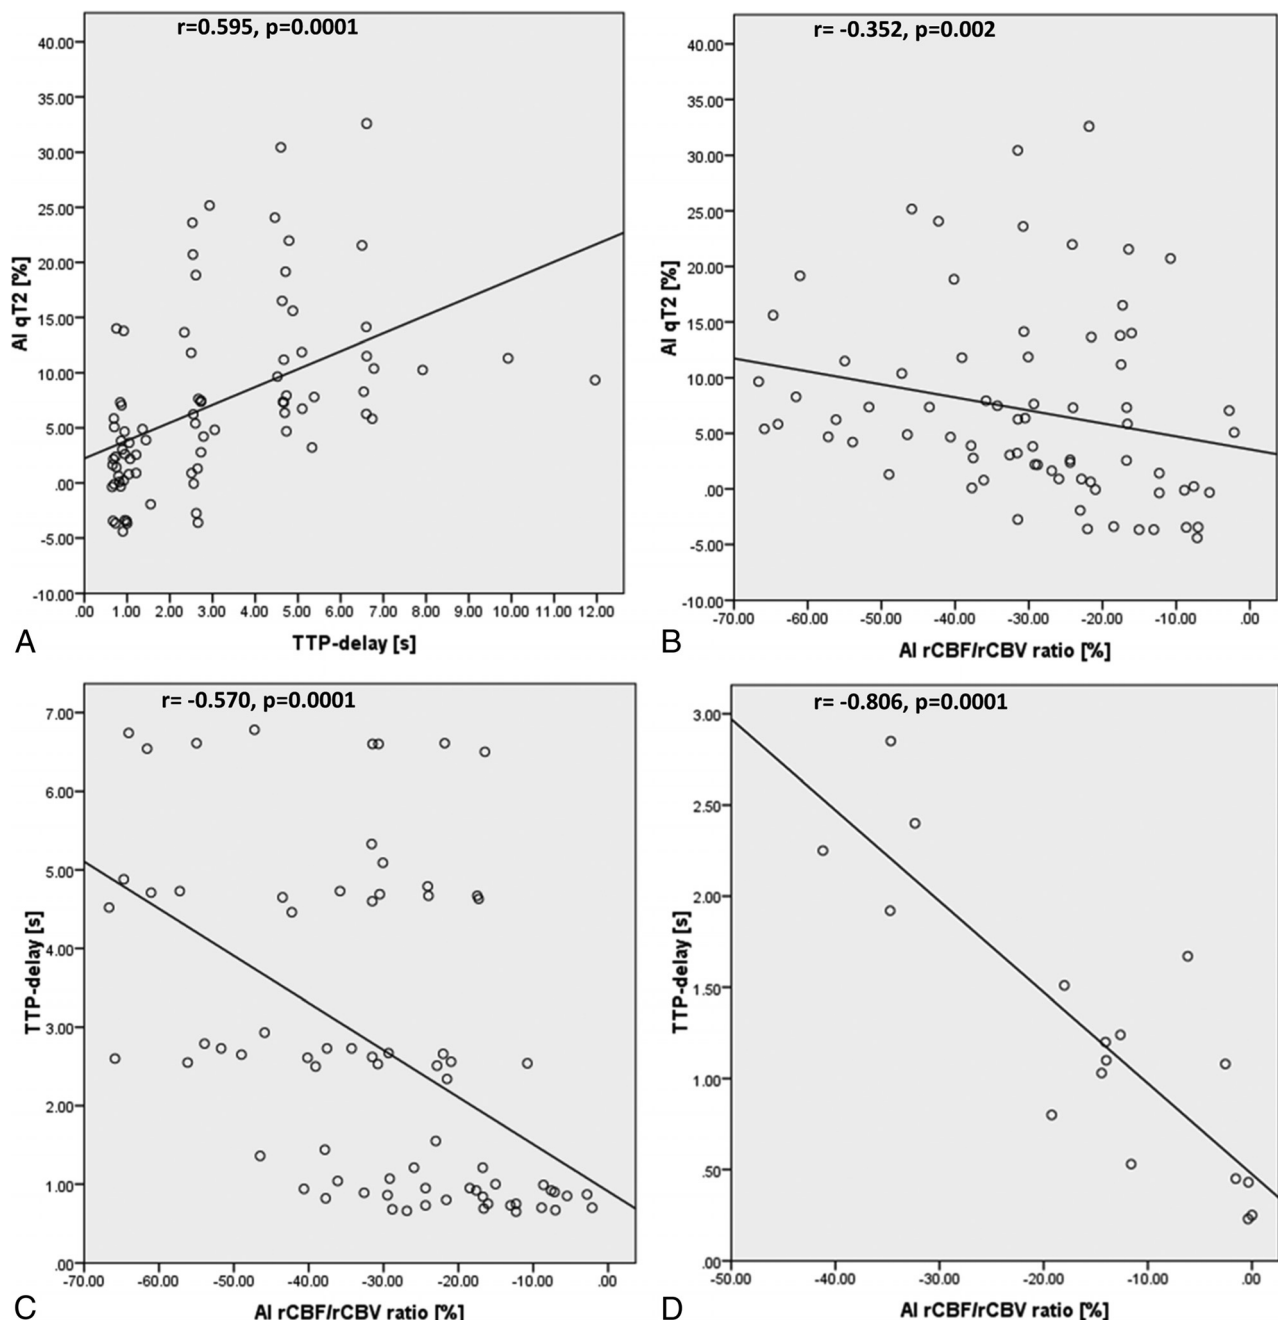 r=0.595, p=0.0001
40.00
35.00
30.00
25.00
20.00
15.00
10.00
5.00
.00
-5.00
-10.00
AI qT2 [%]
.00 1.00 2.00 3.00 4.00 5.00 6.00 7.00 8.00 9.00 10.00 11.00 12.00
TTP-delay [s]
A
r= -0.352, p=0.002
40.00
35.00
30.00
25.00
20.00
15.00
10.00
5.00
.00
-5.00
-10.00
AI qT2 [%]
-70.00 -60.00 -50.00 -40.00 -30.00 -20.00 -10.00 .00
AI rCBF/rCBV ratio [%]
B
r= -0.570, p=0.0001
7.00
6.00
5.00
4.00
3.00
2.00
1.00
.00
TTP-delay [s]
-70.00 -60.00 -50.00 -40.00 -30.00 -20.00 -10.00 .00
AI rCBF/rCBV ratio [%]
C
r= -0.806, p=0.0001
3.00
2.50
2.00
1.50
1.00
.50
.00
TTP-delay [s]
-50.00 -40.00 -30.00 -20.00 -10.00 .00
AI rCBF/rCBV ratio [%]
D